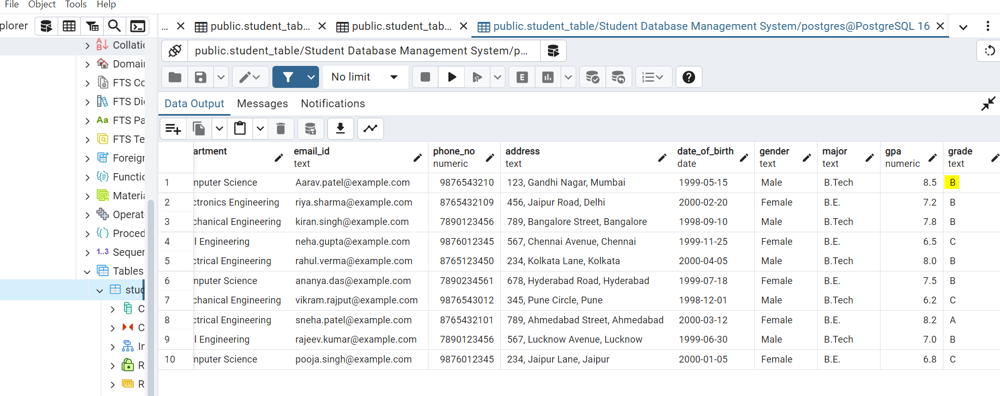 File Object Tools Help
plorer
... public.student_tab... public.student_tab... public.student_table/Student Database Management System/postgres@PostgreSQL 16
public.student_table/Student Database Management System/p...
No limit
E
Data Output Messages Notifications
Collatio
Domain
FTS Co
FTS Di
Aa FTS Pa
FTS Te
Foreign
Functio
Materia
Operat
Proced
1..3 Sequen
Tables
stud
C
C
In
R
R
artment email_id phone_no address date_of_birth gender major gpa grade
text numeric text date text text numeric text
1 mputer Science Aarav.patel@example.com 9876543210 123, Gandhi Nagar, Mumbai 1999-05-15 Male B.Tech 8.5 B
2 ctronics Engineering riya.sharma@example.com 8765432109 456, Jaipur Road, Delhi 2000-02-20 Female B.E. 7.2 B
3 chanical Engineering kiran.singh@example.com 7890123456 789, Bangalore Street, Bangalore 1998-09-10 Male B.Tech 7.8 B
4 l Engineering neha.gupta@example.com 9876012345 567, Chennai Avenue, Chennai 1999-11-25 Female B.E. 6.5 C
5 ctrical Engineering rahul.verma@example.com 8765123450 234, Kolkata Lane, Kolkata 2000-04-05 Male B.Tech 8.0 B
6 mputer Science ananya.das@example.com 7890234561 678, Hyderabad Road, Hyderabad 1999-07-18 Female B.E. 7.5 B
7 chanical Engineering vikram.rajput@example.com 9876543012 345, Pune Circle, Pune 1998-12-01 Male B.Tech 6.2 C
8 ctrical Engineering sneha.patel@example.com 8765432101 789, Ahmedabad Street, Ahmedabad 2000-03-12 Female B.E. 8.2 A
9 l Engineering rajeev.kumar@example.com 7890123456 567, Lucknow Avenue, Lucknow 1999-06-30 Male B.Tech 7.0 B
10 mputer Science pooja.singh@example.com 9876012345 234, Jaipur Lane, Jaipur 2000-01-05 Female B.E. 6.8 C